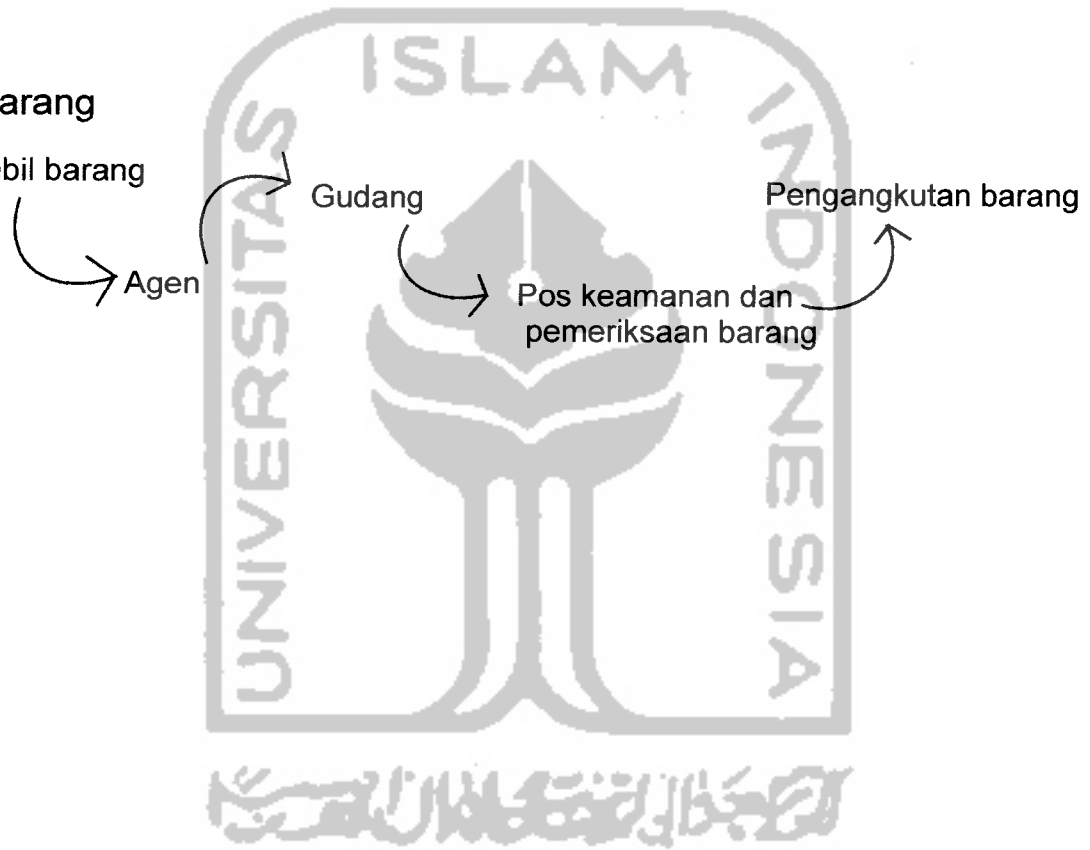 ISLAM
UNIVERSITAS
INDONESIA
arang
bil barang
Agen
Gudang
Pos keamanan dan
pemeriksaan barang
Pengangkutan barang